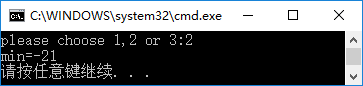 C:\WINDOWS\system32\cmd.exe
please choose 1,2 or 3:2
min=-21
请按任意键继续. . .